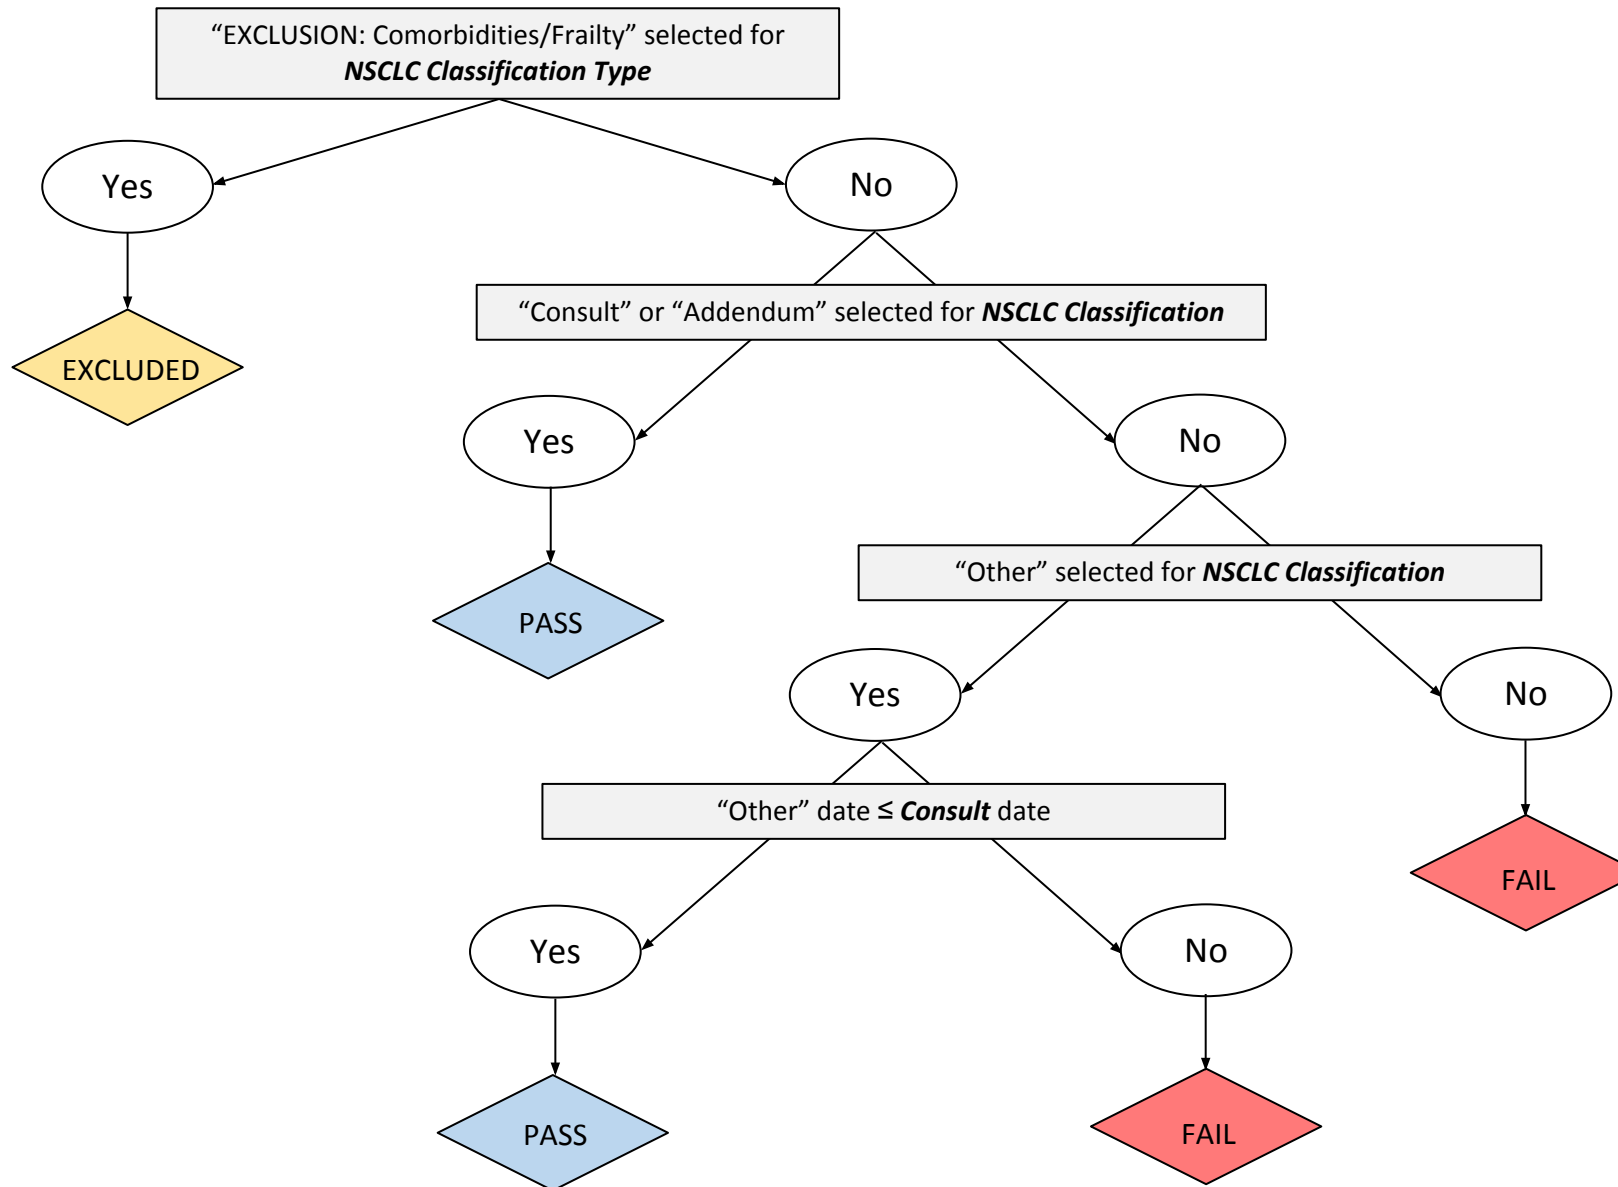 “EXCLUSION: Comorbidities/Frailty” selected for
NSCLC Classification Type
Yes
No
EXCLUDED
“Consult” or “Addendum” selected for NSCLC Classification
Yes
No
PASS
“Other” selected for NSCLC Classification
Yes
No
“Other” date ≤ Consult date
FAIL
Yes
No
PASS
FAIL